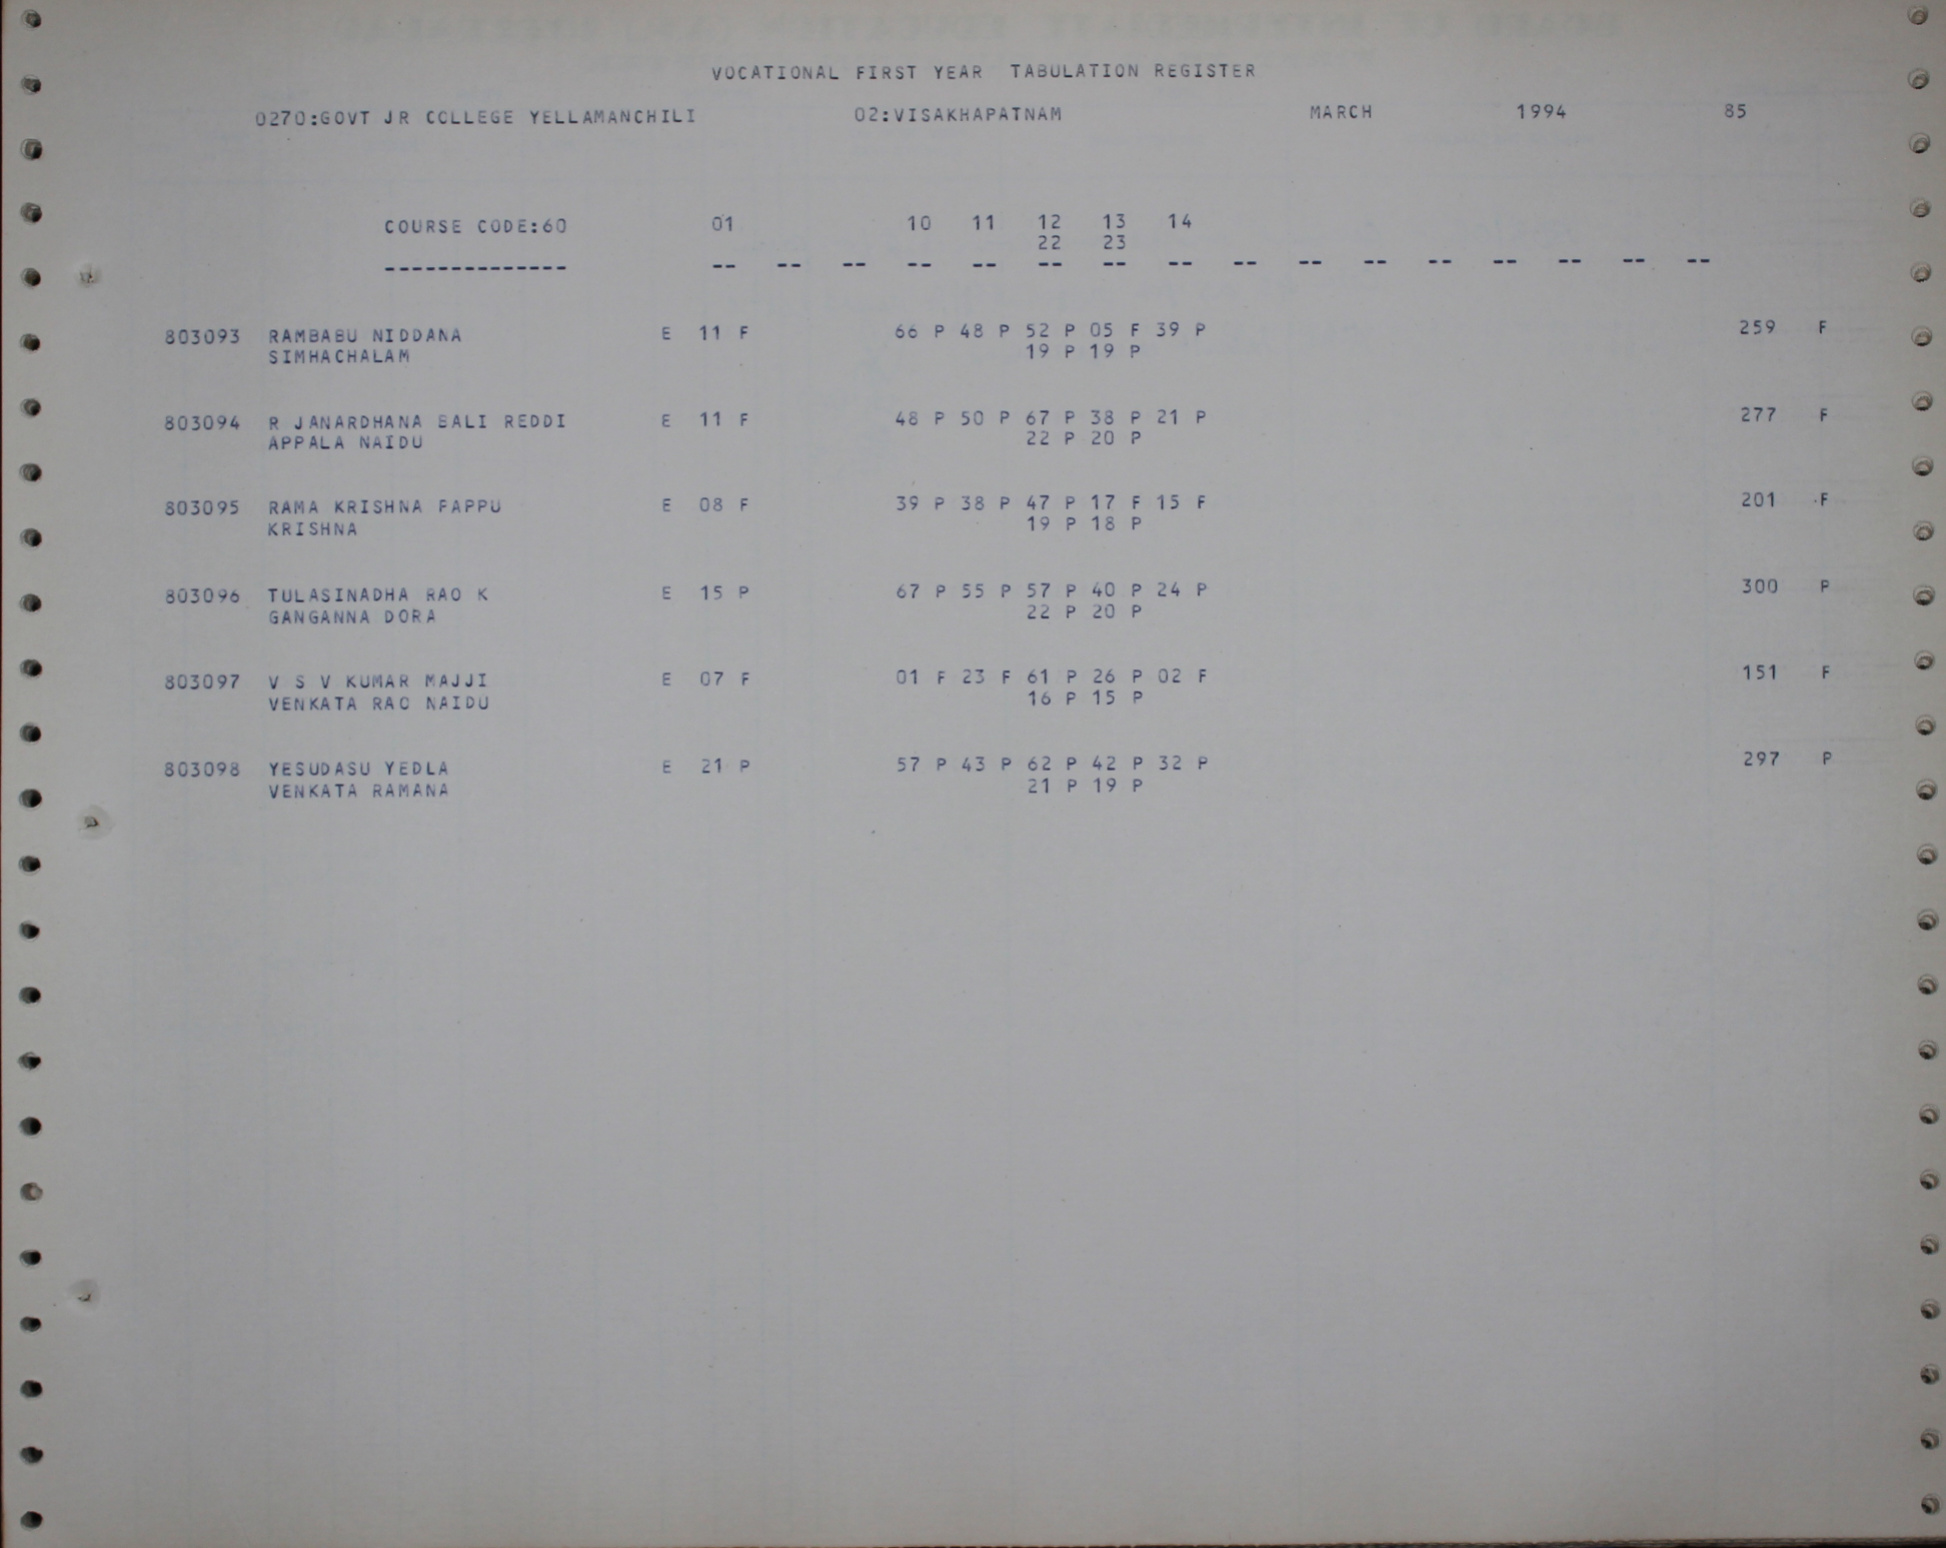 VOCATIONAL FIRST YEAR TABULATION REGISTER
0270:GOVT JR COLLEGE YELLAMANCHILI 02:VISAKHAPATNAM MARCH 1994 85
COURSE CODE:60 01 10 11 12 13 14
22 23
-------------- -- -- -- -- -- -- -- -- -- -- -- -- -- -- -- --
803093 RAMBABU NIDDANA E 11 F 66 P 48 P 52 P 05 F 39 P 259 F
SIMHACHALAM 19 P 19 P
803094 R JANARDHANA BALI REDDI E 11 F 48 P 50 P 67 P 38 P 21 P 277 F
APPALA NAIDU 22 P 20 P
803095 RAMA KRISHNA PAPPU E 08 F 39 P 38 P 47 P 17 F 15 F 201 F
KRISHNA 19 P 18 P
803096 TULASINADHA RAO K E 15 P 67 P 55 P 57 P 40 P 24 P 300 P
GANGANNA DORA 22 P 20 P
803097 V S V KUMAR MAJJI E 07 F 01 F 23 F 61 P 26 P 02 F 151 F
VENKATA RAO NAIDU 16 P 15 P
803098 YESUDASU YEDLA E 21 P 57 P 43 P 62 P 42 P 32 P 297 P
VENKATA RAMANA 21 P 19 P